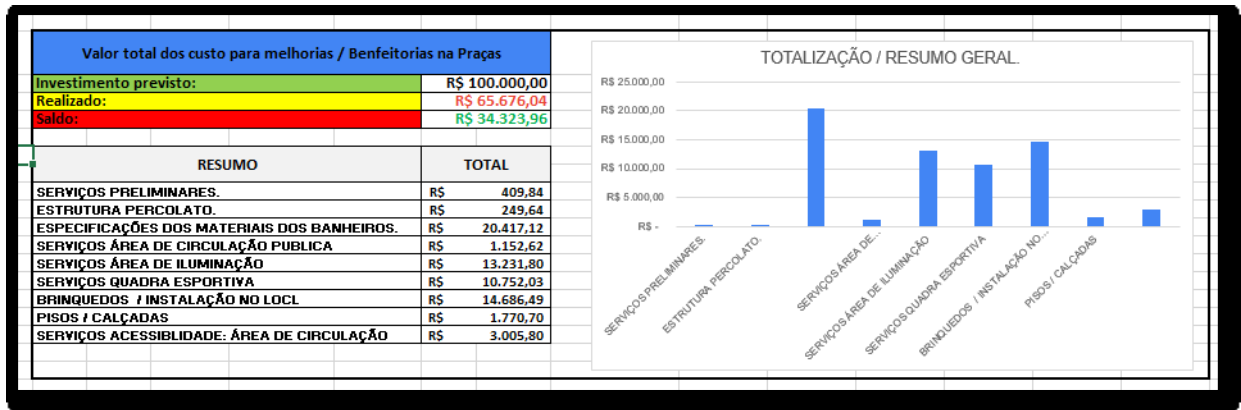 Valor total dos custo para melhorias / Benfeitorias na Praças
Investimento previsto: R$ 100.000,00
Realizado: R$ 65.676,04
Saldo: R$ 34.323,96
RESUMO TOTAL
SERVIÇOS PRELIMINARES. R$ 409,84
ESTRUTURA PERCOLATO. R$ 249,64
ESPECIFICAÇÕES DOS MATERIAIS DOS BANHEIROS. R$ 20.417,12
SERVIÇOS ÁREA DE CIRCULAÇÃO PUBLICA R$ 1.152,62
SERVIÇOS ÁREA DE ILUMINAÇÃO R$ 13.231,80
SERVIÇOS QUADRA ESPORTIVA R$ 10.752,03
BRINQUEDOS / INSTALAÇÃO NO LOCL R$ 14.686,49
PISOS / CALÇADAS R$ 1.770,70
SERVIÇOS ACESSIBLIDADE: ÁREA DE CIRCULAÇÃO R$ 3.005,80
TOTALIZAÇÃO / RESUMO GERAL.
R$ 25.000,00
R$ 20.000,00
R$ 15.000,00
R$ 10.000,00
R$ 5.000,00
R$ -
SERVIÇOS PRELIMINARES.
ESTRUTURA PERCOLATO.
SERVIÇOS ÁREA DE...
SERVIÇOS ÁREA DE ILUMINAÇÃO
SERVIÇOS QUADRA ESPORTIVA
BRINQUEDOS / INSTALAÇÃO NO...
PISOS / CALÇADAS